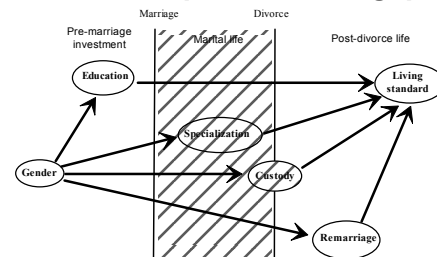 Marriage
Divorce
Pre-marriage
investment
Marital life
Post-divorce life
Education
Living
standard
Specialization
Gender
Custody
Remarriage